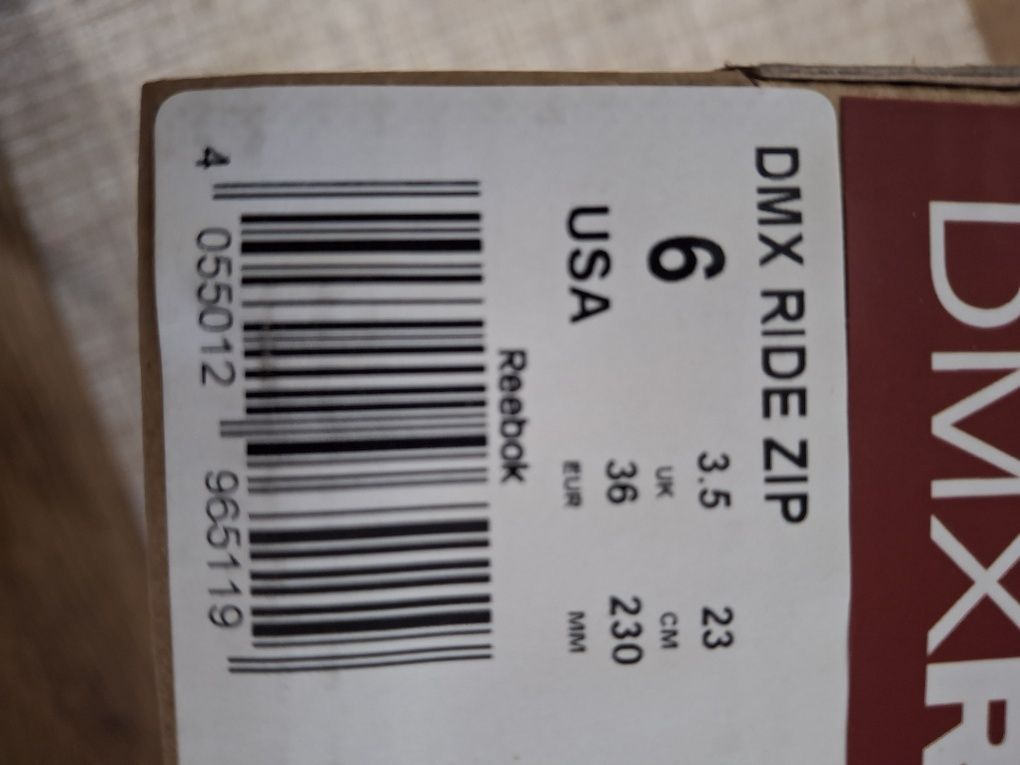 DMX RIDE ZIP
6
USA
3.5
UK
36
EUR
23
CM
230
MM
Reebok
4 055012 965119
DMXR